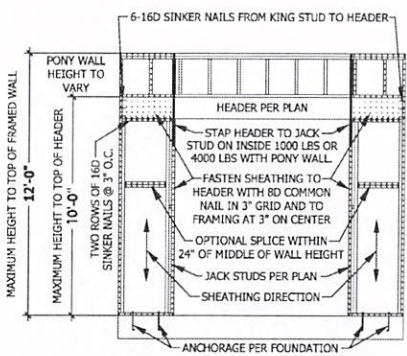 6-16D SINKER NAILS FROM KING STUD TO HEADER
PONY WALL
HEIGHT TO
VARY
HEADER PER PLAN
STAP HEADER TO JACK
STUD ON INSIDE 1000 LBS OR
4000 LBS WITH PONY WALL.
FASTEN SHEATHING TO
HEADER WITH 8D COMMON
NAIL IN 3" GRID AND TO
FRAMING AT 3" ON CENTER
OPTIONAL SPLICE WITHIN
24" OF MIDDLE OF WALL HEIGHT
JACK STUDS PER PLAN
SHEATHING DIRECTION
ANCHORAGE PER FOUNDATION
MAXIMUM HEIGHT TO TOP OF FRAMED WALL
12'-0"
MAXIMUM HEIGHT TO TOP OF HEADER
10'-0"
TWO ROWS OF 16D
SINKER NAILS @ 3" O.C.